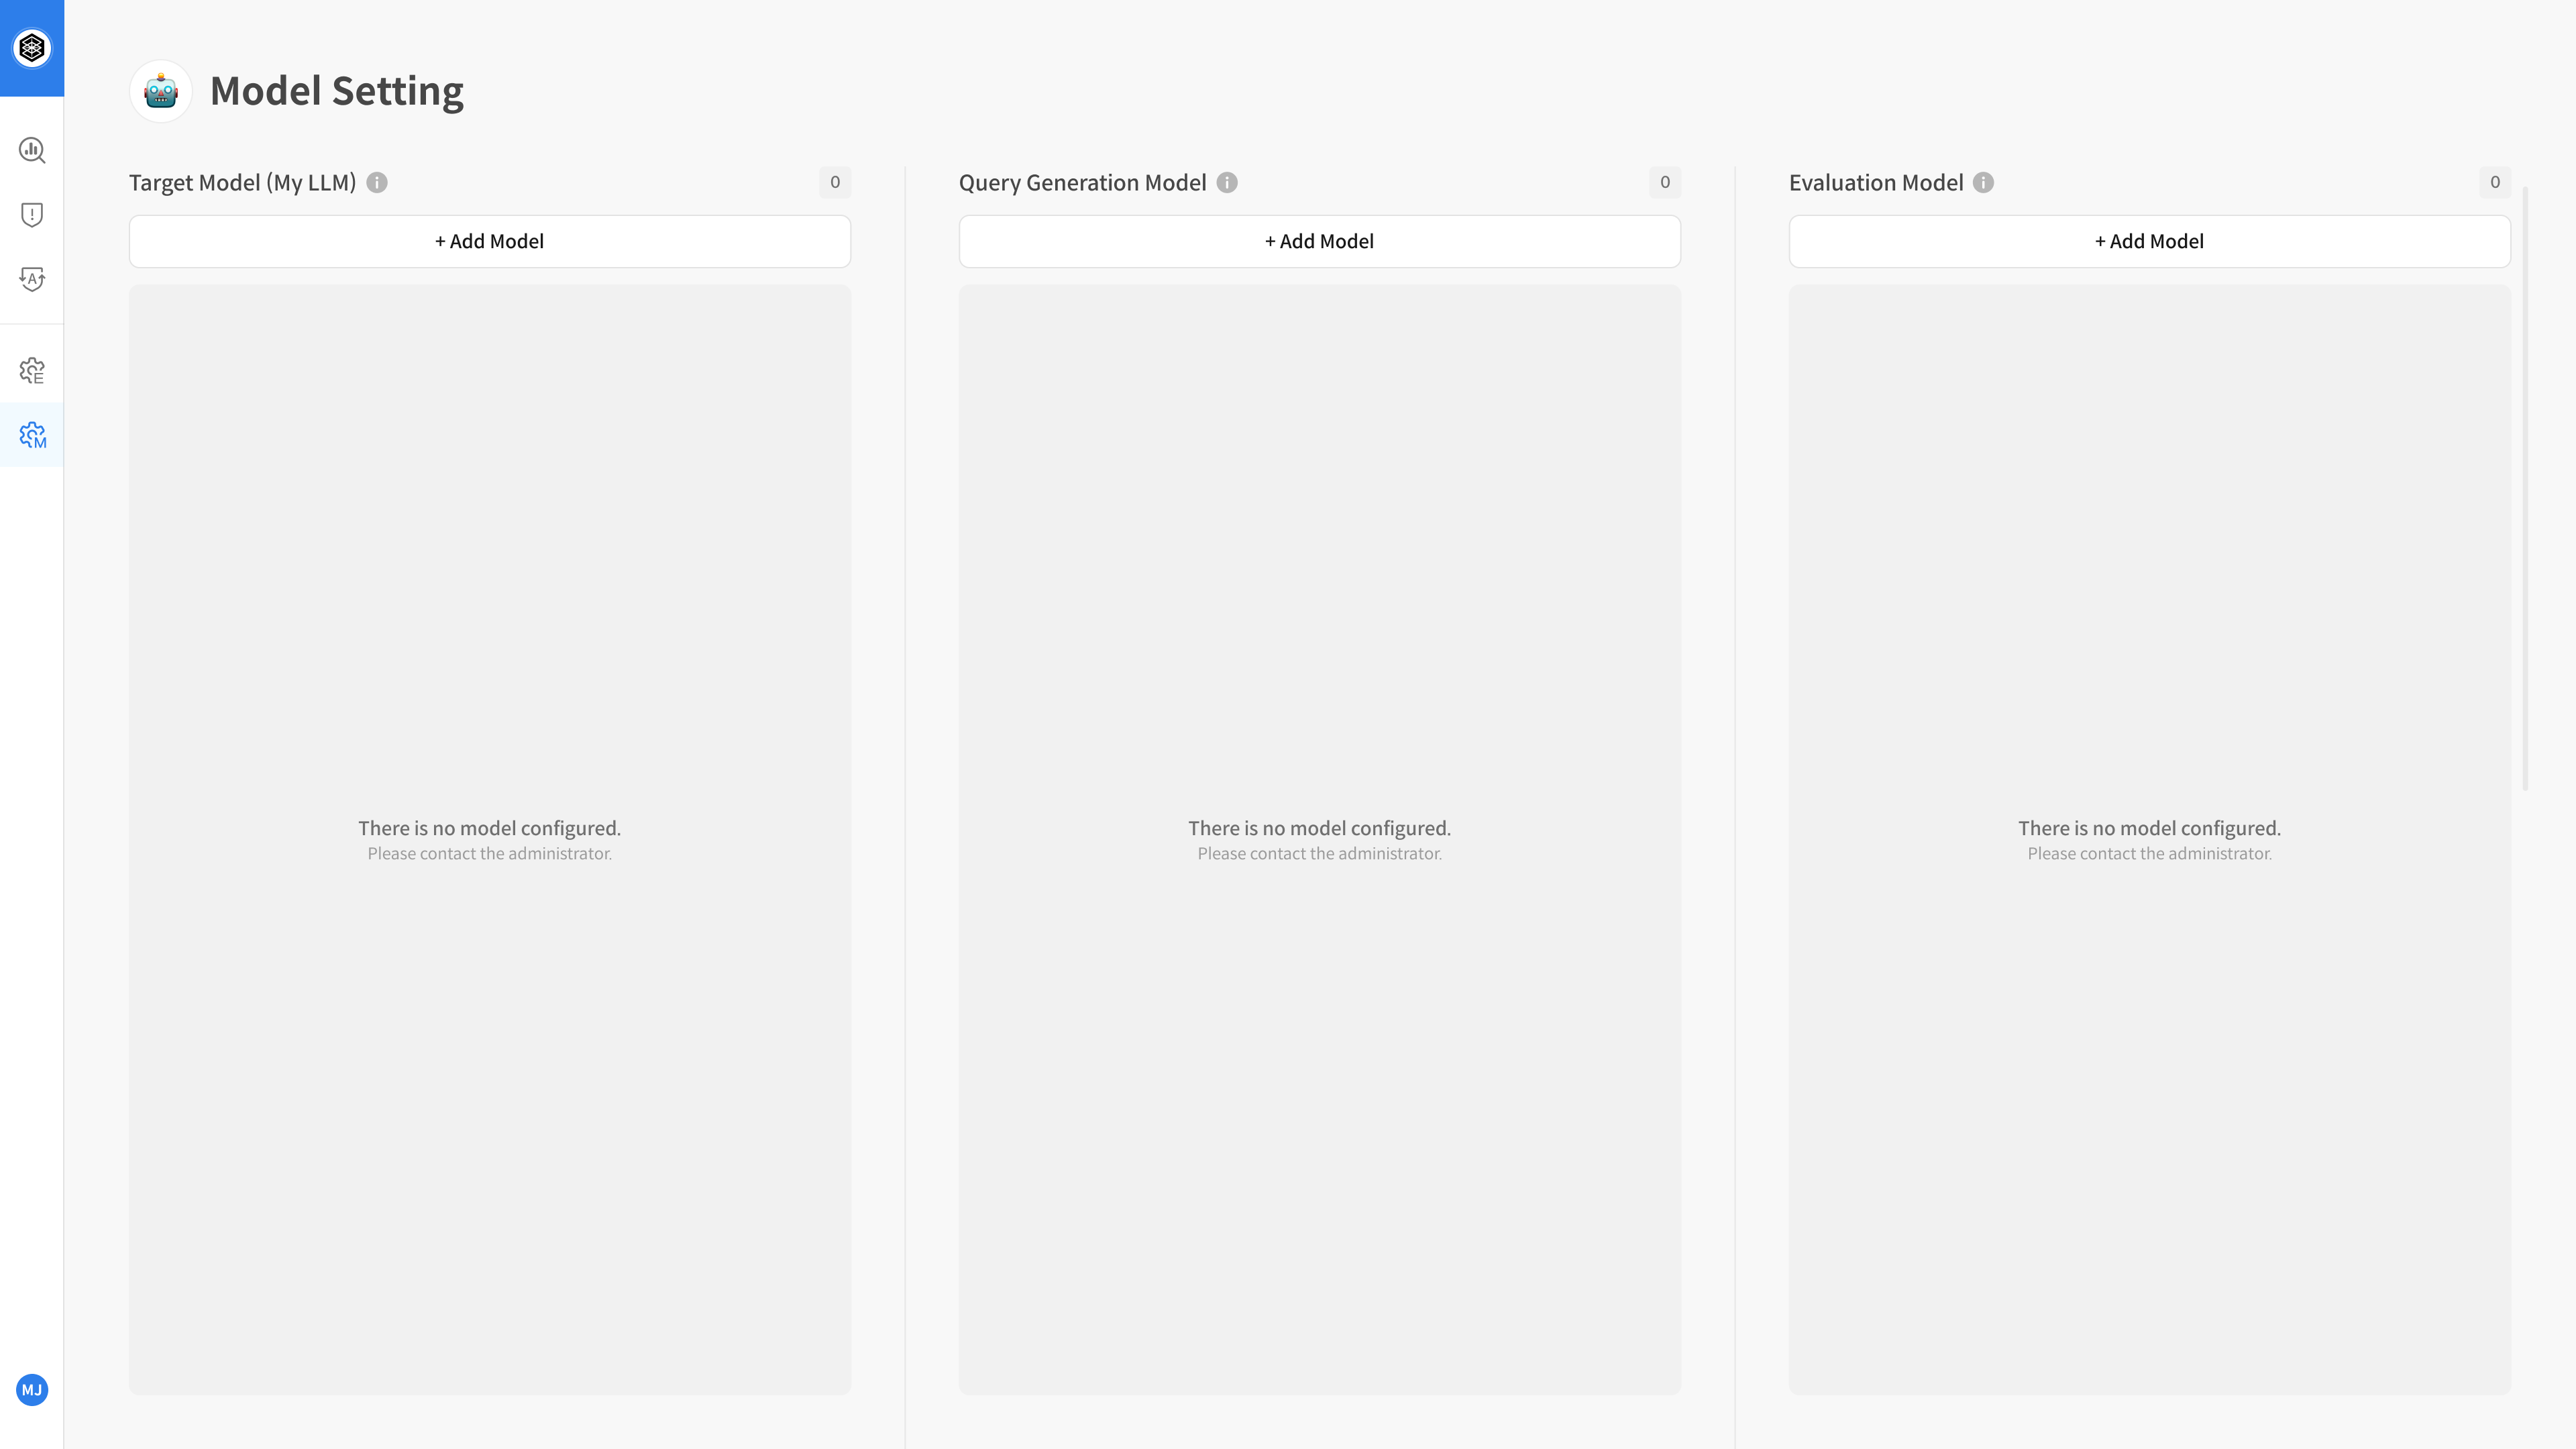 Model Setting
Target Model (My LLM)
0
+ Add Model
There is no model configured.
Please contact the administrator.
Query Generation Model
0
+ Add Model
There is no model configured.
Please contact the administrator.
Evaluation Model
0
+ Add Model
There is no model configured.
Please contact the administrator.
A
E
M
MJ